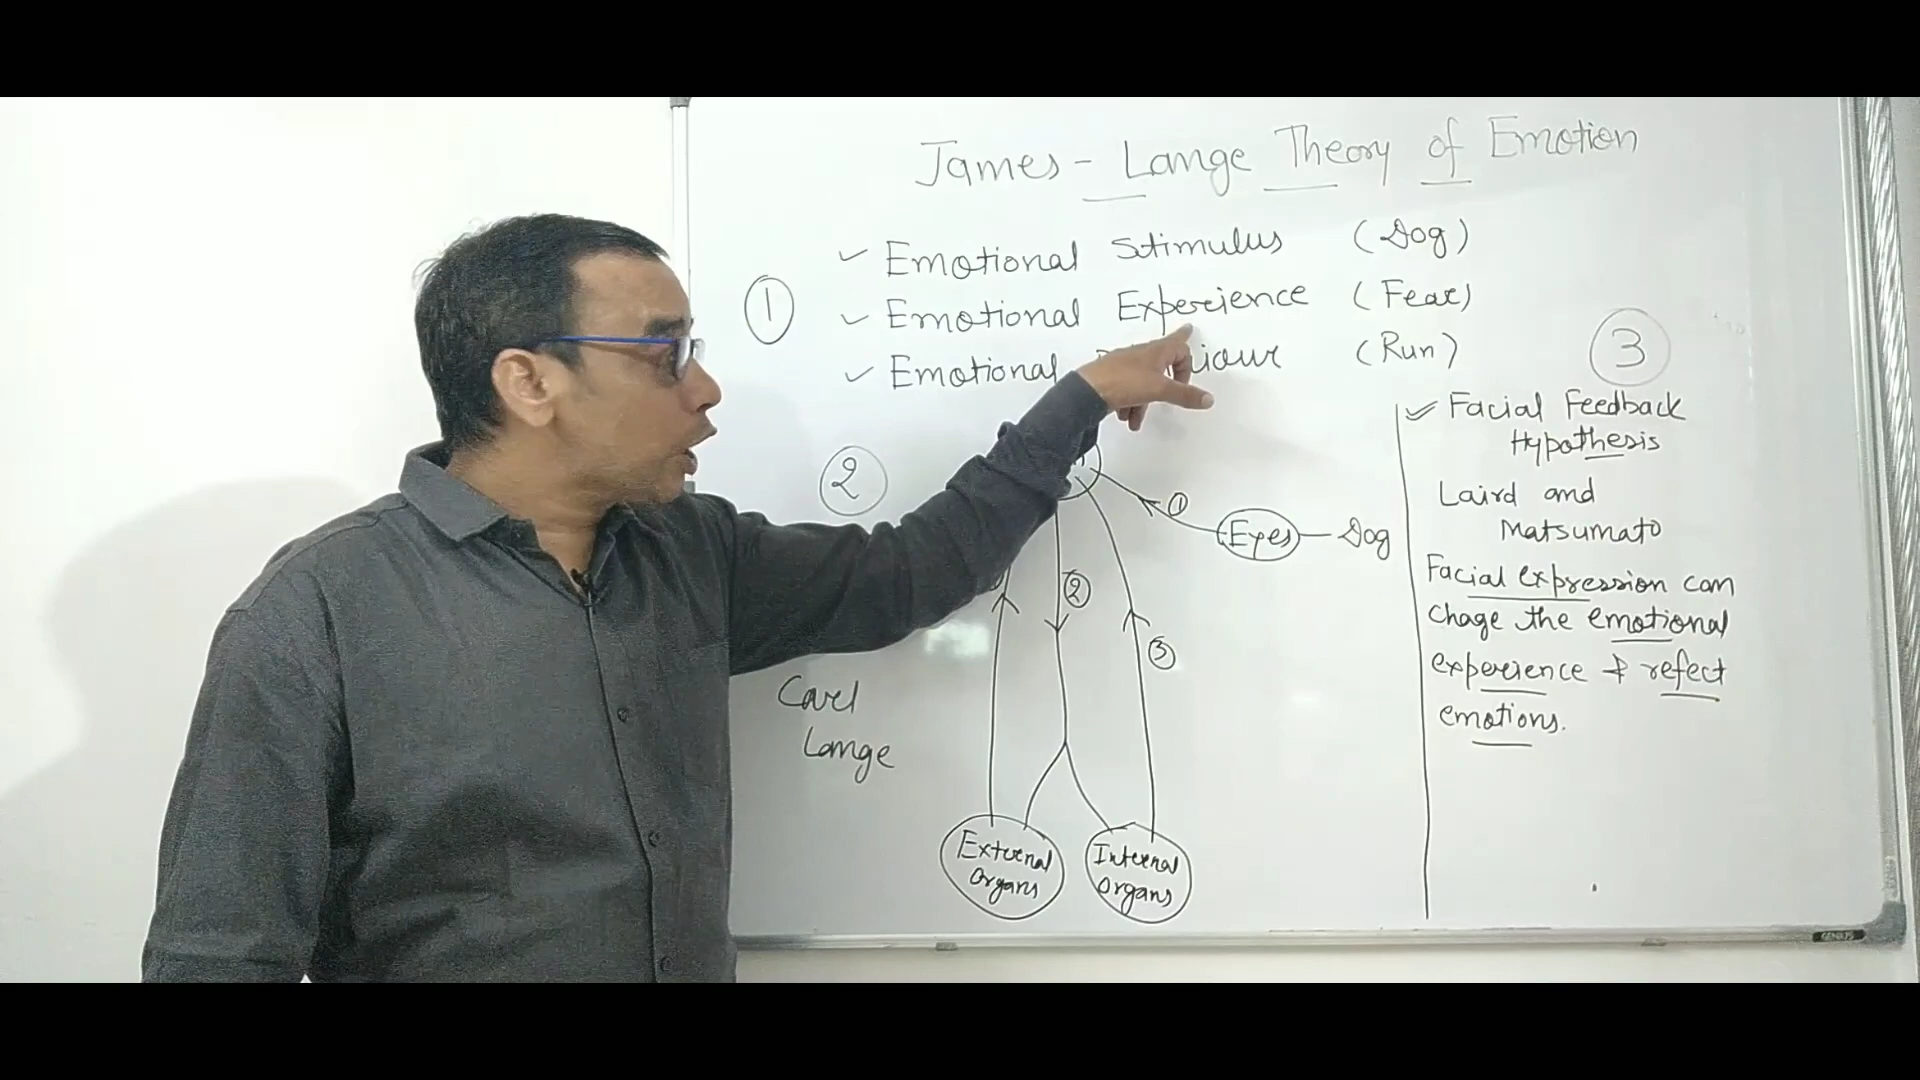 James - Lange Theory of Emotion
1
✓ Emotional Stimulus (Dog)
✓ Emotional Experience (Fear)
✓ Emotional (Run)
2
1
Eyes - Dog
2
3
Carl
Lange
External
Organs
Internal
Organs
3
✓ Facial Feedback
Hypothesis
Laird and
Matsumato
Facial expression can
chage the emotional
experience & refect
emotions.
GENIUS